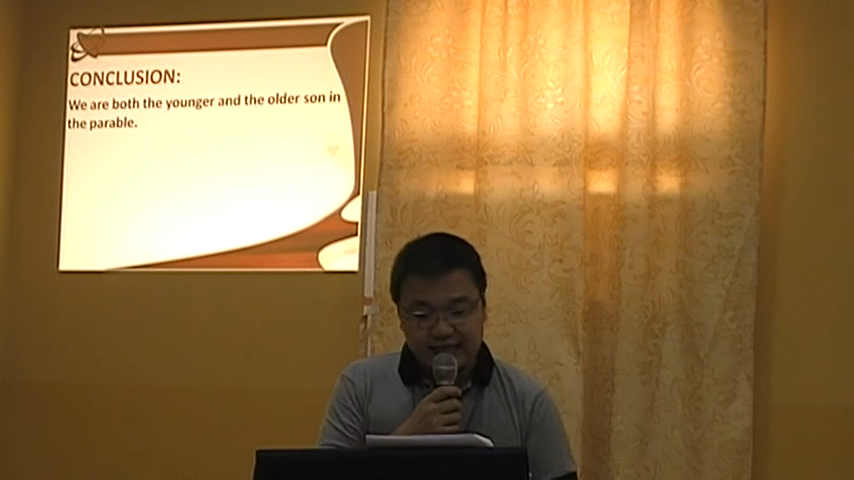 CONCLUSION:
We are both the younger and the older son in
the parable.